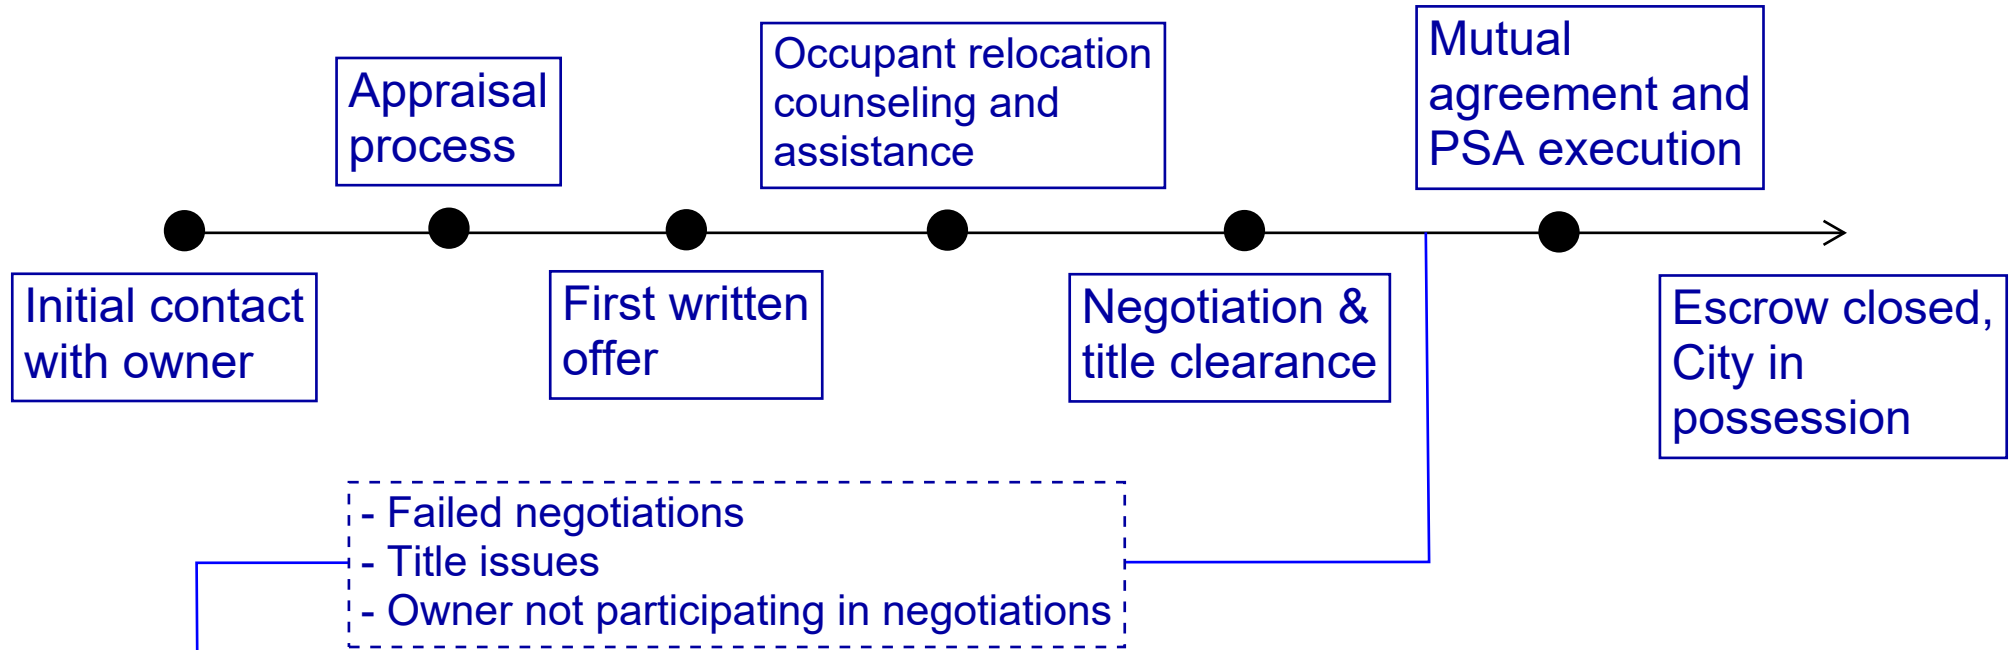 Initial contact
with owner
Appraisal
process
First written
offer
Occupant relocation
counseling and
assistance
Negotiation &
title clearance
Mutual
agreement and
PSA execution
Escrow closed,
City in
possession
- Failed negotiations
- Title issues
- Owner not participating in negotiations